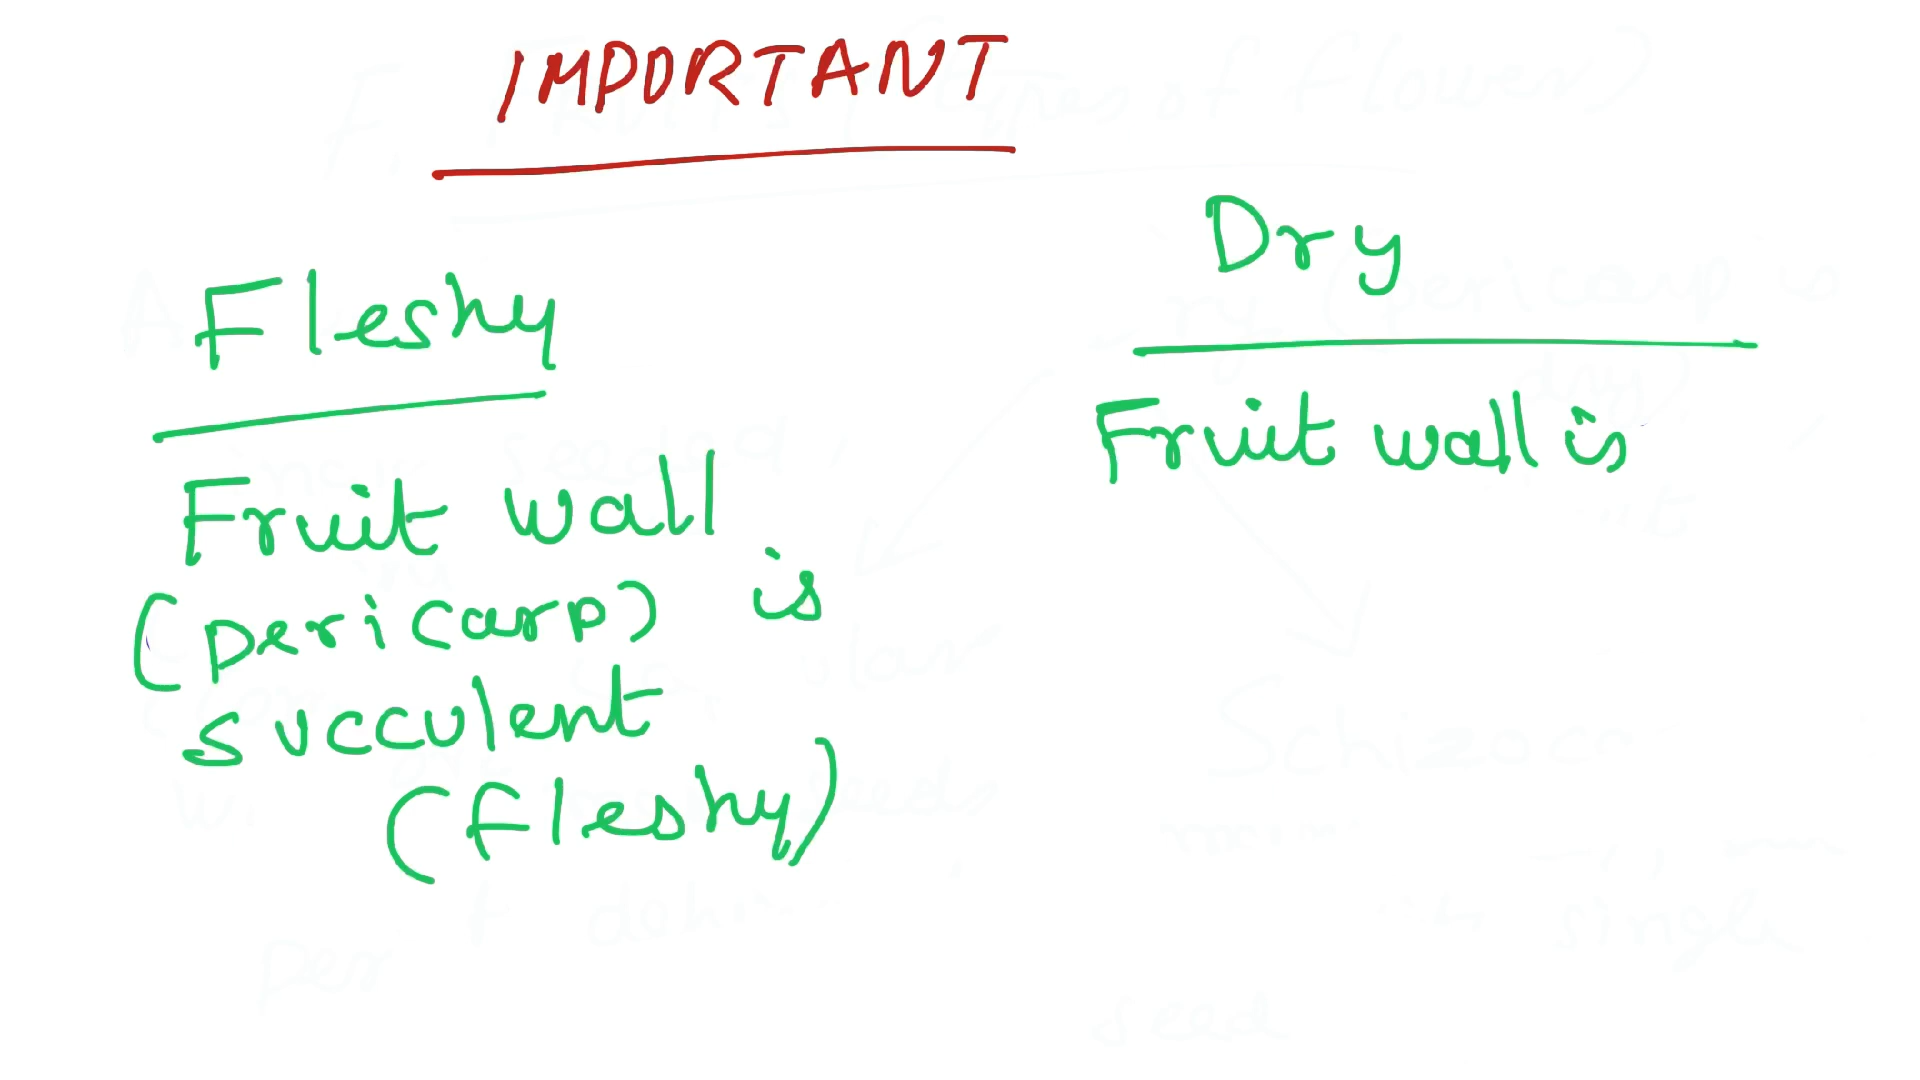 IMPORTANT
Fleshy
Fruit wall
(pericarp) is
succulent
(fleshy)
Dry
Fruit wall is